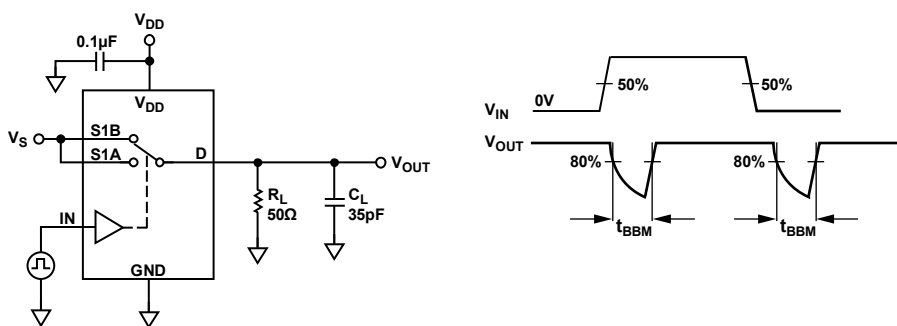 VDD
0.1µF
VDD
VS
S1B
S1A
D
VOUT
IN
RL
50Ω
CL
35pF
GND
VIN
0V
50%
50%
VOUT
80%
80%
tBBM
tBBM